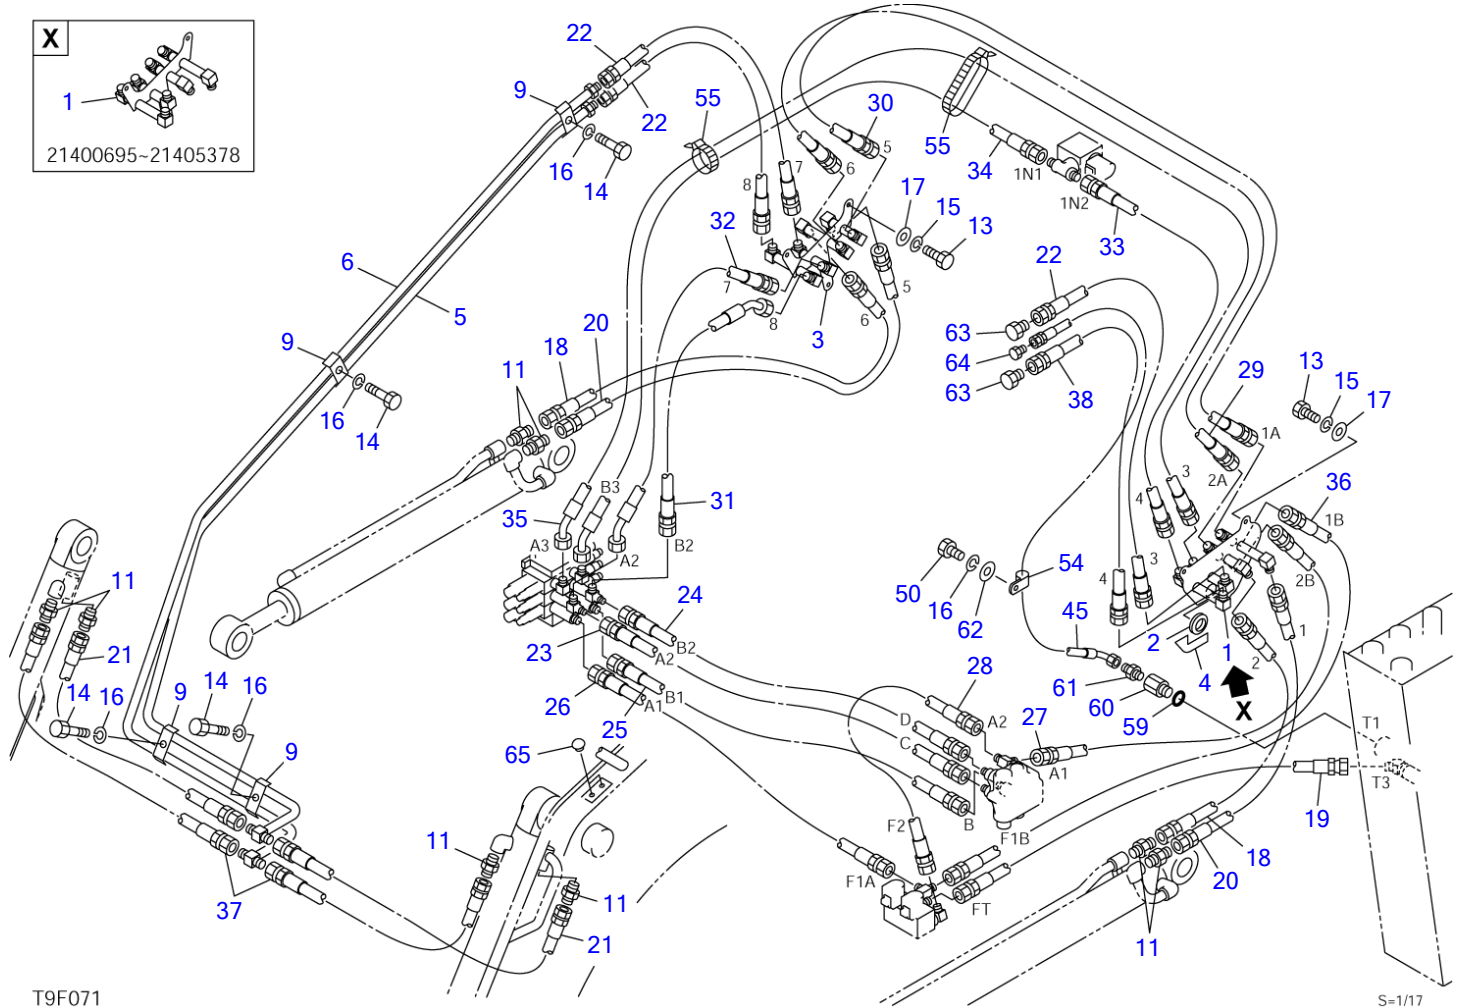 X
1
21400695~21405378
22
9
22
16
14
55
30
5
6
7
8
55
34
1N1
1N2
33
17
15
13
6
5
32
7
8
3
5
6
22
63
64
63
38
9
16
14
11
18
20
29
13
15
17
1A
2A
3
4
36
1B
2B
B3
35
A3
A2
31
B2
50
16
62
54
4
3
2
4
1
2
1
X
45
61
60
59
11
21
14
16
9
14
16
9
24
23
A2
B2
26
A1
25
B1
65
28
A2
D
C
27
A1
B
F2
F1B
F1A
FT
T1
T3
19
18
20
11
37
11
11
21
T9F071
S=1/17